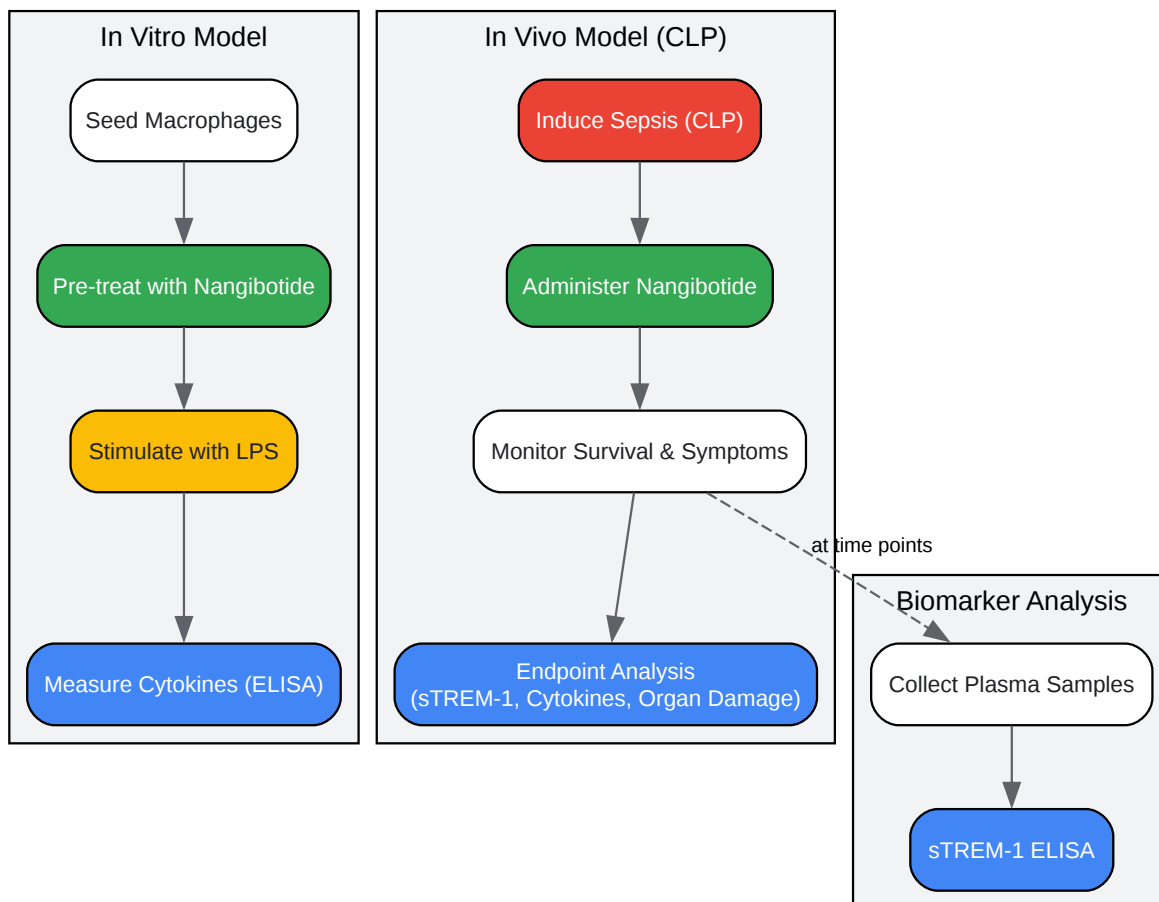 In Vitro Model
Seed Macrophages
Pre-treat with Nangibotide
Stimulate with LPS
Measure Cytokines (ELISA)
In Vivo Model (CLP)
Induce Sepsis (CLP)
Administer Nangibotide
Monitor Survival & Symptoms
at time points
Endpoint Analysis
(sTREM-1, Cytokines, Organ Damage)
Biomarker Analysis
Collect Plasma Samples
sTREM-1 ELISA